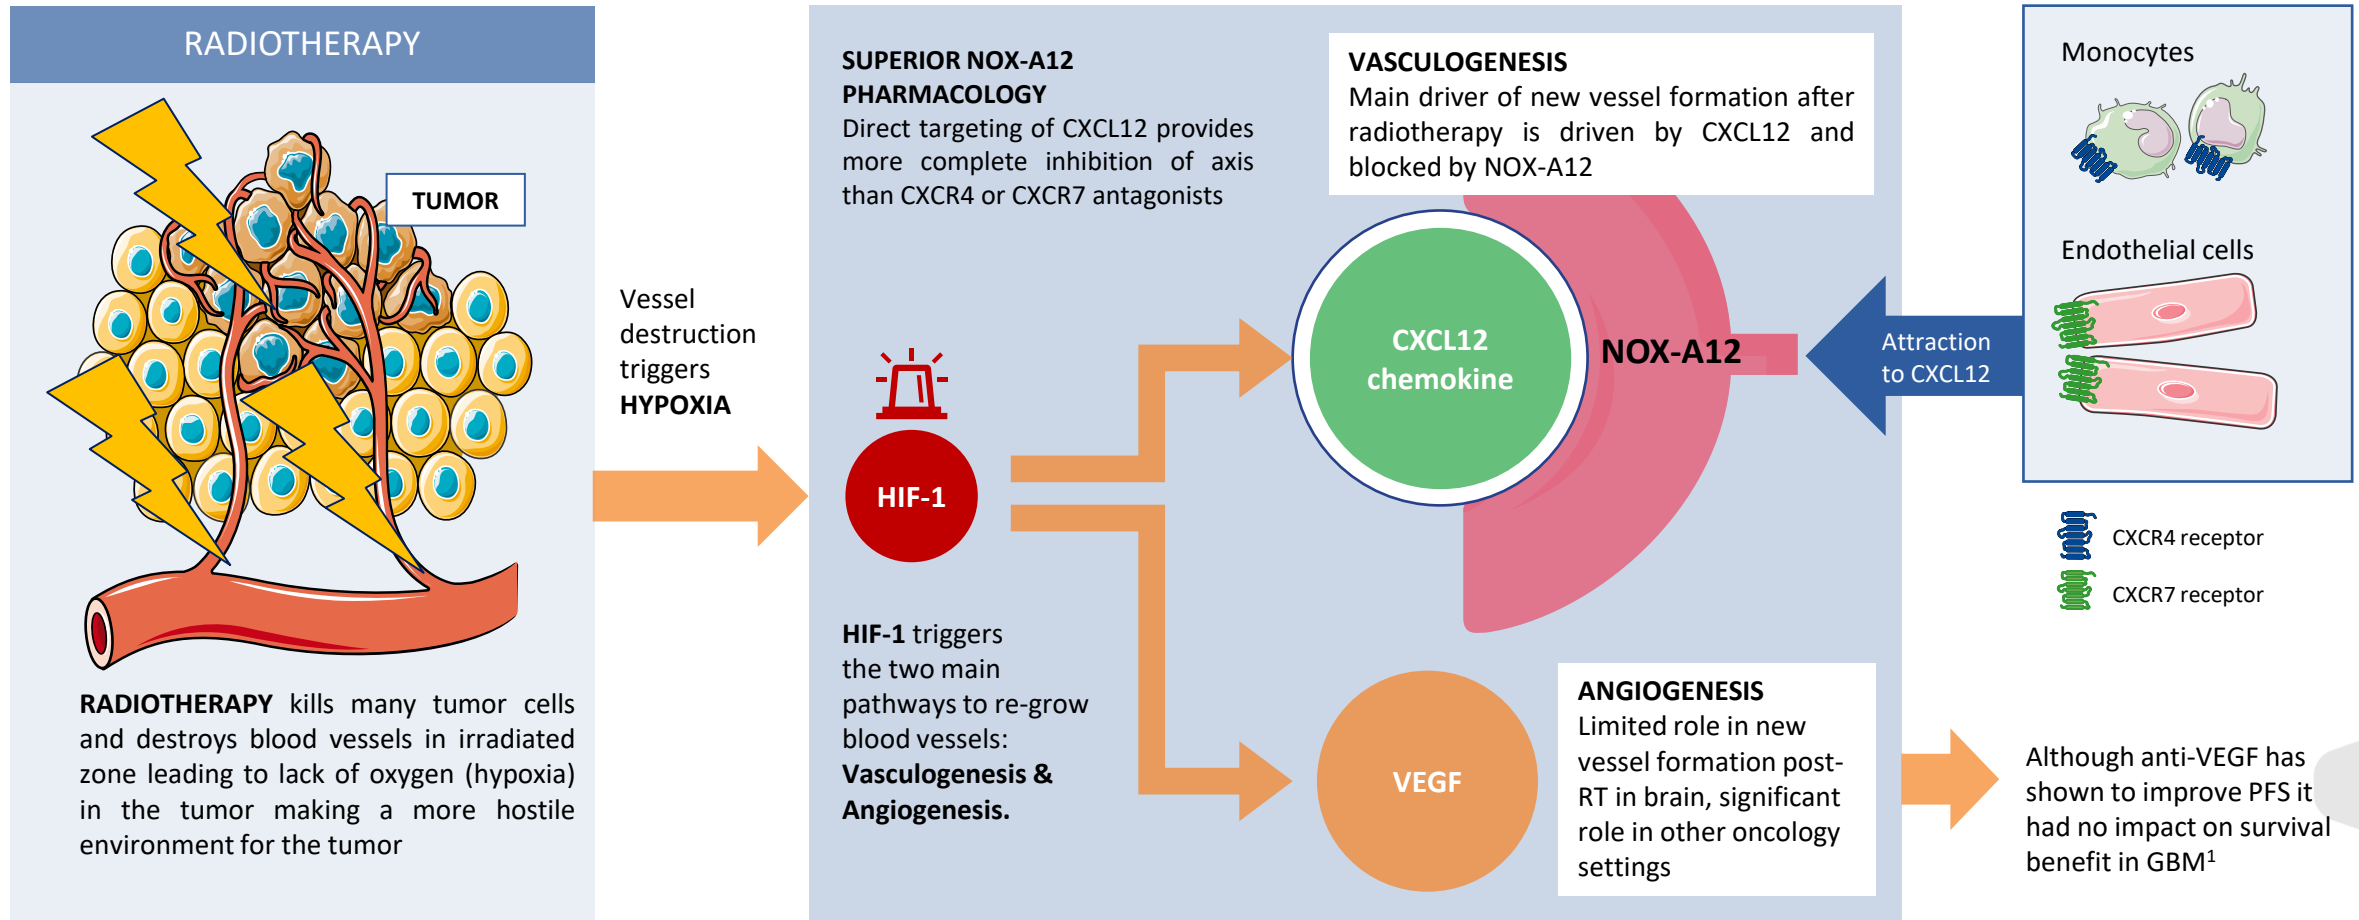 RADIOTHERAPY
TUMOR
RADIOTHERAPY kills many tumor cells
and destroys blood vessels in irradiated
zone leading to lack of oxygen (hypoxia)
in the tumor making a more hostile
environment for the tumor
Vessel
destruction
triggers
HYPOXIA
SUPERIOR NOX-A12
PHARMACOLOGY
Direct targeting of CXCL12 provides
more complete inhibition of axis
than CXCR4 or CXCR7 antagonists
HIF-1
HIF-1 triggers
the two main
pathways to re-grow
blood vessels:
Vasculogenesis &
Angiogenesis.
VASCULOGENESIS
Main driver of new vessel formation after
radiotherapy is driven by CXCL12 and
blocked by NOX-A12
CXCL12
chemokine
NOX-A12
Attraction
to CXCL12
VEGF
ANGIOGENESIS
Limited role in new
vessel formation post-
RT in brain, significant
role in other oncology
settings
Monocytes
Endothelial cells
CXCR4 receptor
CXCR7 receptor
Although anti-VEGF has
shown to improve PFS it
had no impact on survival
benefit in GBM¹